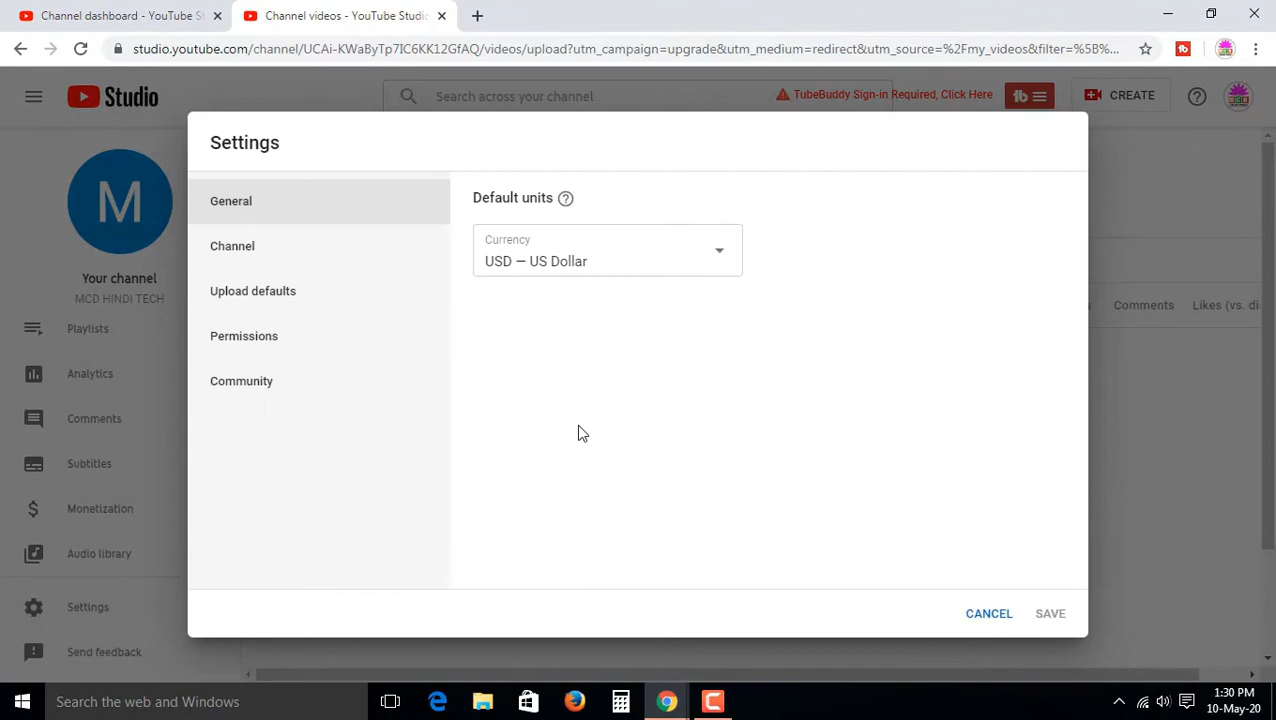 Channel dashboard - YouTube St
Channel videos - YouTube Studio
studio.youtube.com/channel/UCAi-KWaByTp7IC6KK12GfAQ/videos/upload?utm_campaign=upgrade&utm_medium=redirect&utm_source=%2Fmy_videos&filter=%5B%...
Studio
Search across your channel
TubeBuddy Sign-in Required, Click Here
tb
CREATE
M
Your channel
MCD HINDI TECH
Playlists
Analytics
Comments
Subtitles
Monetization
Audio library
Settings
Send feedback
Settings
General
Channel
Upload defaults
Permissions
Community
Default units
Currency
USD — US Dollar
CANCEL
SAVE
Comments
Likes (vs. di
Search the web and Windows
1:30 PM
10-May-20